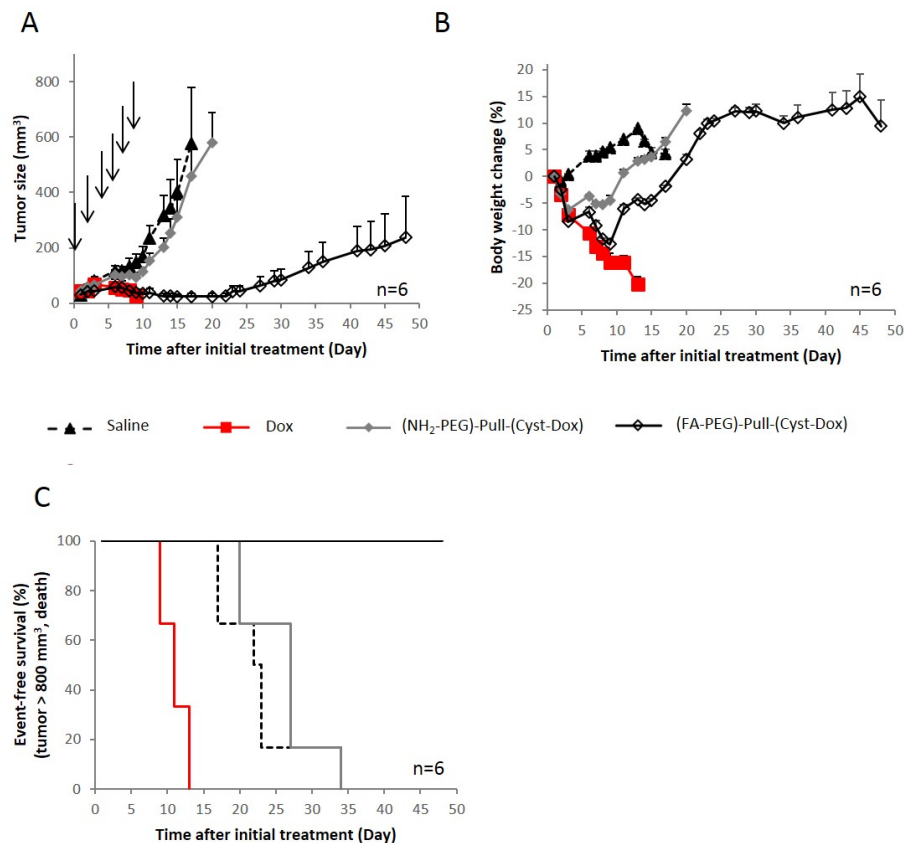 A
800
600
400
200
0
Tumor size (mm³)
n=6
0 5 10 15 20 25 30 35 40 45 50
Time after initial treatment (Day)
B
20
15
10
5
0
-5
-10
-15
-20
-25
Body weight change (%)
n=6
0 5 10 15 20 25 30 35 40 45 50
Time after initial treatment (Day)
Saline Dox (NH₂-PEG)-Pull-(Cyst-Dox) (FA-PEG)-Pull-(Cyst-Dox)
C
100
80
60
40
20
0
Event-free survival (%)
(tumor > 800 mm³, death)
n=6
0 5 10 15 20 25 30 35 40 45 50
Time after initial treatment (Day)